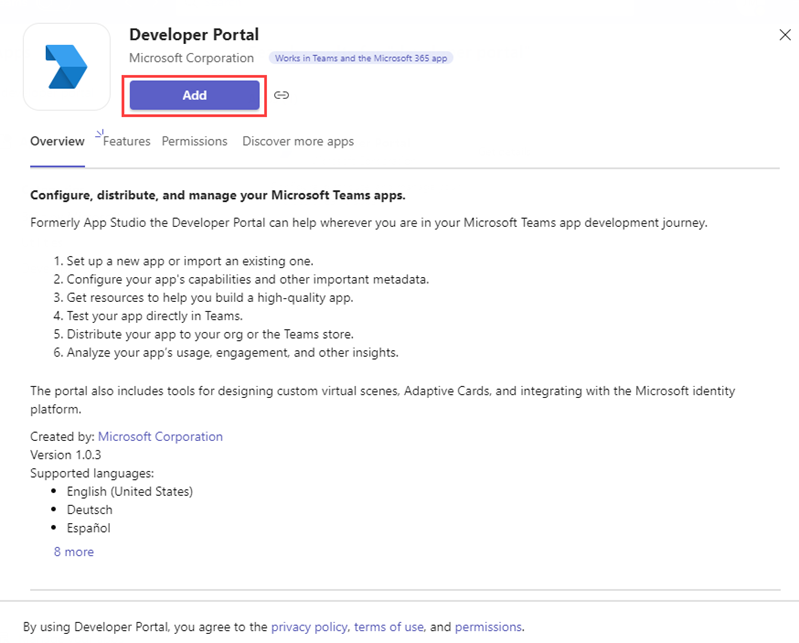 Developer Portal
Microsoft Corporation Works in Teams and the Microsoft 365 app
Add
Overview Features Permissions Discover more apps
Configure, distribute, and manage your Microsoft Teams apps.
Formerly App Studio the Developer Portal can help wherever you are in your Microsoft Teams app development journey.
1. Set up a new app or import an existing one.
2. Configure your app's capabilities and other important metadata.
3. Get resources to help you build a high-quality app.
4. Test your app directly in Teams.
5. Distribute your app to your org or the Teams store.
6. Analyze your app's usage, engagement, and other insights.
The portal also includes tools for designing custom virtual scenes, Adaptive Cards, and integrating with the Microsoft identity
platform.
Created by: Microsoft Corporation
Version 1.0.3
Supported languages:
• English (United States)
• Deutsch
• Español
8 more
By using Developer Portal, you agree to the privacy policy, terms of use, and permissions.